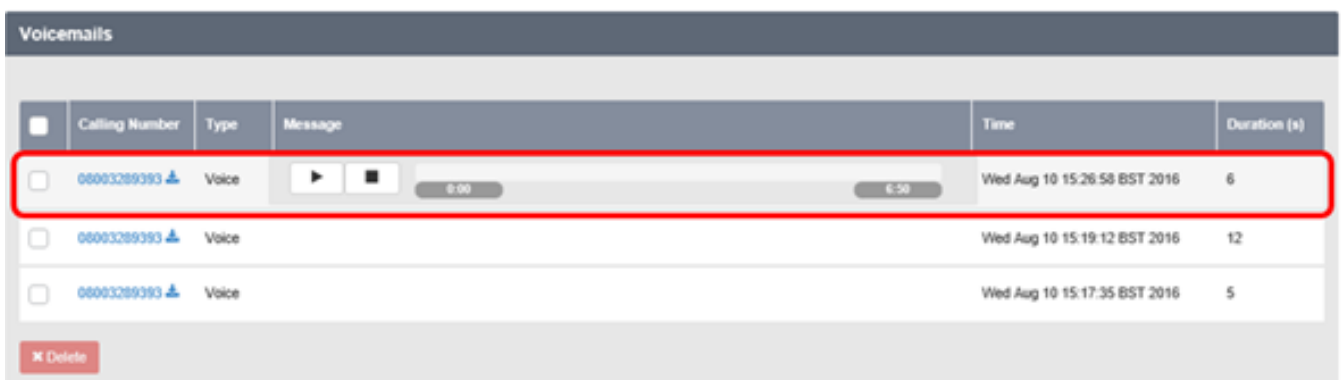 Voicemails
Calling Number Type Message Time Duration (s)
08003289393 Voice 0:00 6:50 Wed Aug 10 15:26:58 BST 2016 6
08003289393 Voice Wed Aug 10 15:19:12 BST 2016 12
08003289393 Voice Wed Aug 10 15:17:35 BST 2016 5
Delete